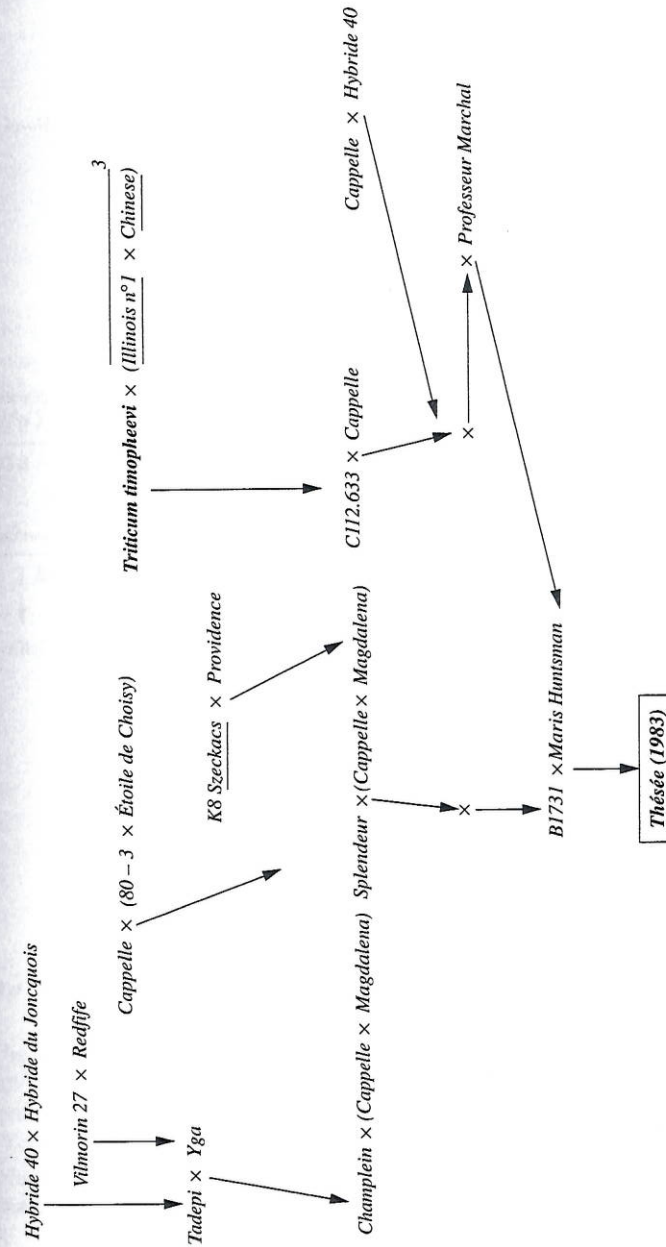 Hybride 40 × Hybride du Joncquois
Vilmorin 27 × Redfife
Tadepi × Yga
Cappelle × (80 – 3 × Étoile de Choisy)
K8 Szeckacs × Providence
Triticum timopheevi × (Illinois n°1 × Chinese) 3
Champlein × (Cappelle × Magdalena) Splendeur × (Cappelle × Magdalena)
C112.633 × Cappelle
Cappelle × Hybride 40
×
× × Professeur Marchal
B1731 × Maris Huntsman
Thésée (1983)